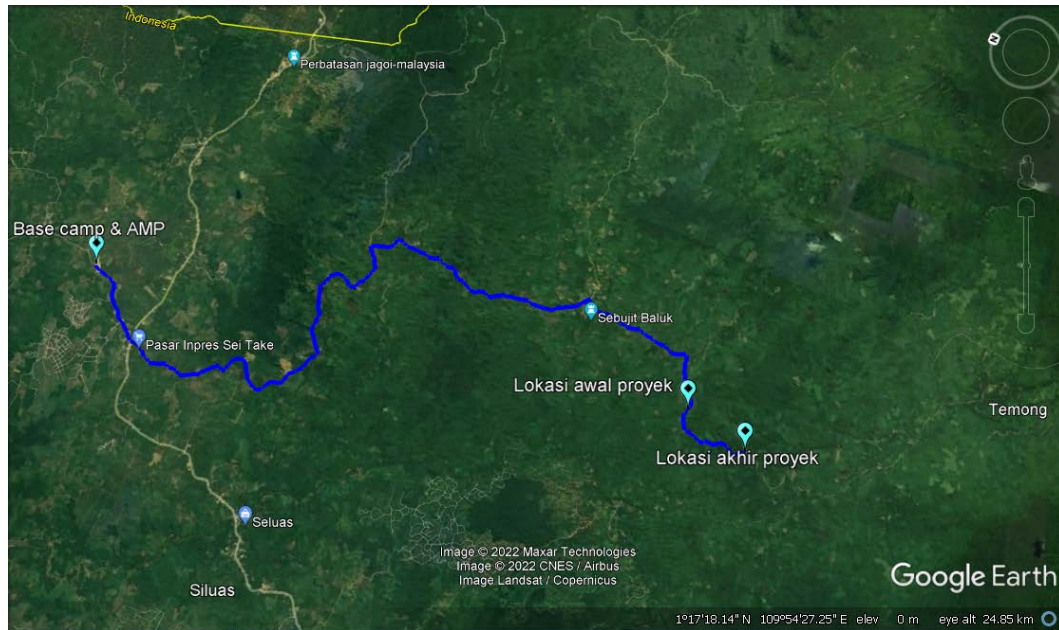 Indonesia
Perbatasan jagoi-malaysia
N
Base camp & AMP
Pasar Inpres Sei Take
Sebujit Baluk
Lokasi awal proyek
Temong
Lokasi akhir proyek
Seluas
Siluas
Image © 2022 Maxar Technologies
Image © 2022 CNES / Airbus
Image Landsat / Copernicus
Google Earth
1°17'18.14" N 109°54'27.25" E elev 0 m eye alt 24.85 km